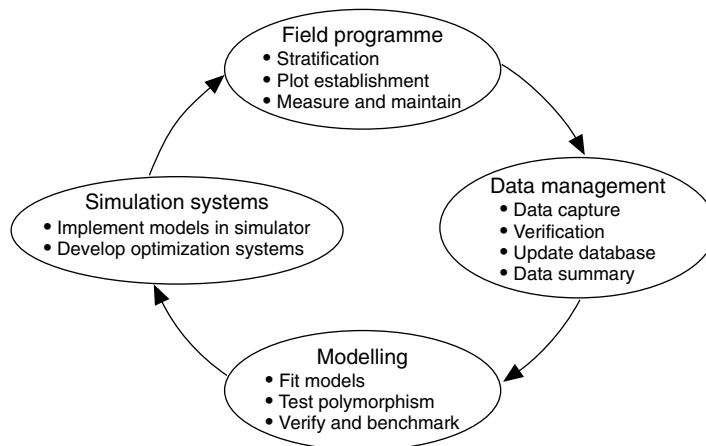 Field programme
• Stratification
• Plot establishment
• Measure and maintain
Data management
• Data capture
• Verification
• Update database
• Data summary
Modelling
• Fit models
• Test polymorphism
• Verify and benchmark
Simulation systems
• Implement models in simulator
• Develop optimization systems